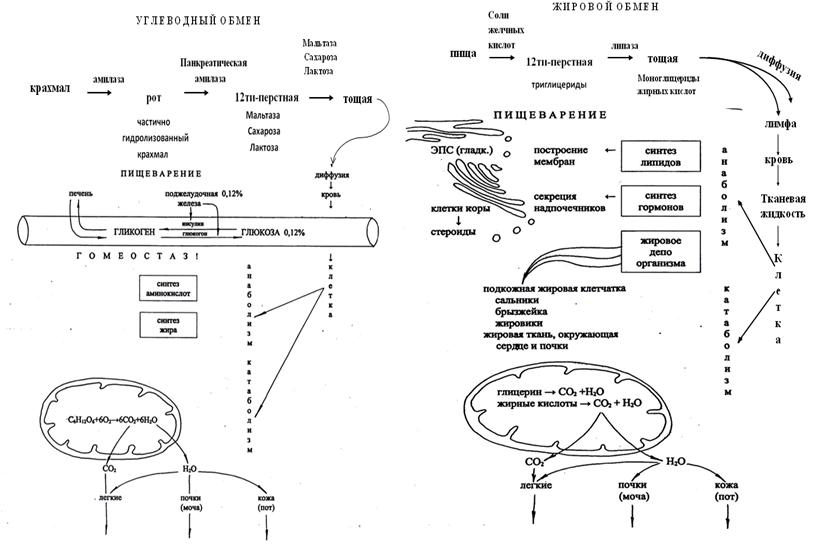 УГЛЕВОДНЫЙ ОБМЕН
Мальтаза
Сахароза
Лактоза
Панкреатическая
амилаза
амилаза
крахмал
рот
12ти-перстная
тощая
частично
гидролизованный
крахмал
Мальтаза
Сахароза
Лактоза
ПИЩЕВАРЕНИЕ
диффузия
кровь
печень
поджелудочная 0,12%
железа
инсулин
ГЛИКОГЕН
глюкогон
ГЛЮКОЗА 0,12%
ГОМЕОСТАЗ!
клетка
синтез
аминокислот
синтез
жира
анаболизм
катаболизм
C₆H₁₂O₆+6O₂→6CO₂+6H₂O
CO₂
H₂O
легкие
почки
(моча)
кожа
(пот)
ЖИРОВОЙ ОБМЕН
Соли
желчных
кислот
липаза
пища
12ти-перстная
тощая
диффузия
триглицериды
Моноглицериды
жирных кислот
ПИЩЕВАРЕНИЕ
лимфа
кровь
Тканевая
жидкость
Клетка
ЭПС (гладк.)
построение
мембран
синтез
липидов
клетки коры
стероиды
секреция
надпочечников
синтез
гормонов
жировое
депо
организма
анаболизм
катаболизм
подкожная жировая клетчатка
сальники
брызжейка
жировики
жировая ткань, окружающая
сердце и почки
глицерин → CO₂ +H₂O
жирные кислоты → CO₂ + H₂O
CO₂
H₂O
легкие
почки
(моча)
кожа
(пот)